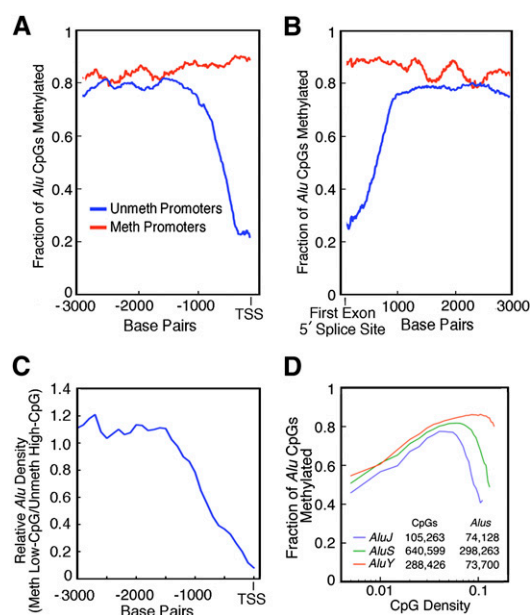 A
Fraction of Alu CpGs Methylated
1
0.8
0.6
0.4
0.2
0
Unmeth Promoters
Meth Promoters
-3000
-2000
-1000
TSS
Base Pairs
B
Fraction of Alu CpGs Methylated
1
0.8
0.6
0.4
0.2
0
First Exon
5′ Splice Site
1000
2000
3000
Base Pairs
C
Relative Alu Density
(Meth Low-CpG/Unmeth High-CpG)
1.4
1.2
1.0
0.8
0.6
0.4
0.2
0
-3000
-2000
-1000
TSS
Base Pairs
D
Fraction of Alu CpGs
Methylated
1
0.8
0.6
0.4
0.2
0
CpGs Alus
AluJ 105,263 74,128
AluS 640,599 298,263
AluY 288,426 73,700
0.01
0.1
CpG Density